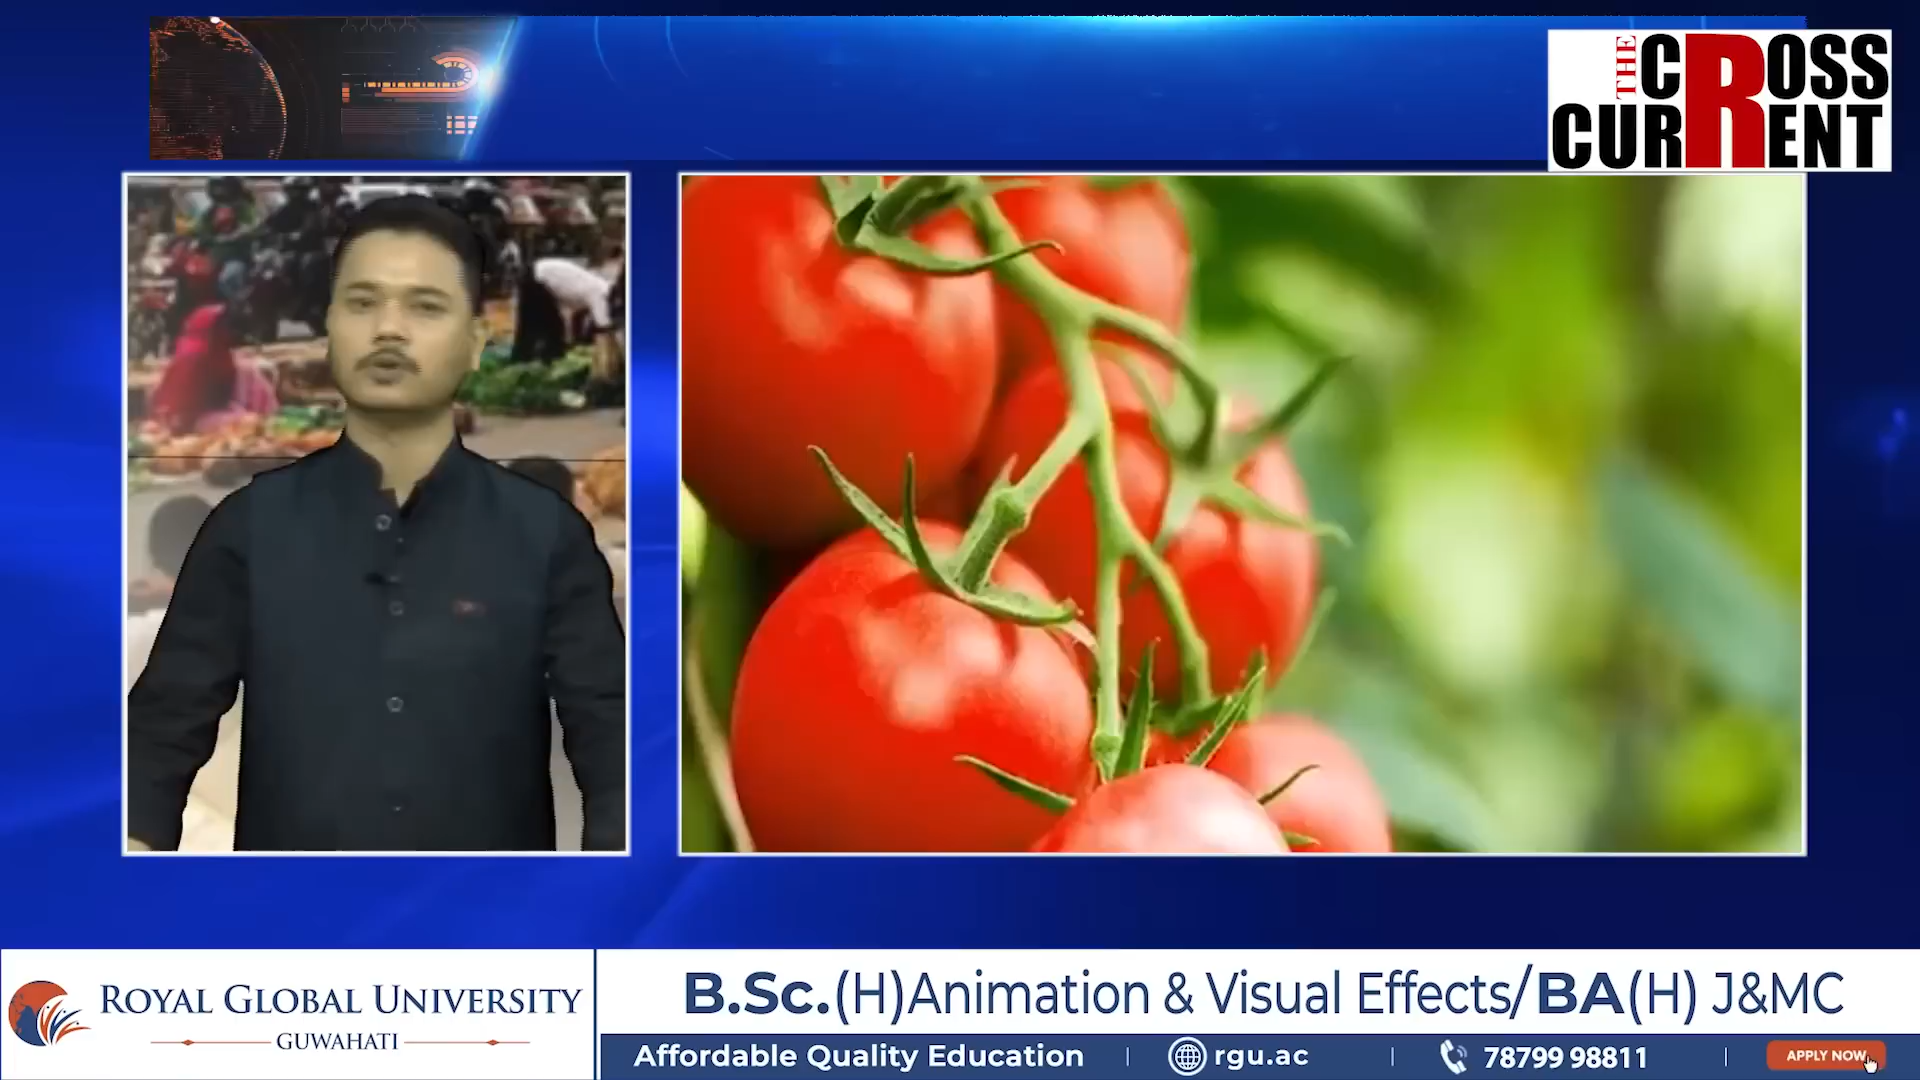 THE CROSS
CURRENT
ROYAL GLOBAL UNIVERSITY
GUWAHATI
B.Sc.(H)Animation & Visual Effects/BA(H) J&MC
Affordable Quality Education
rgu.ac
78799 98811
APPLY NOW